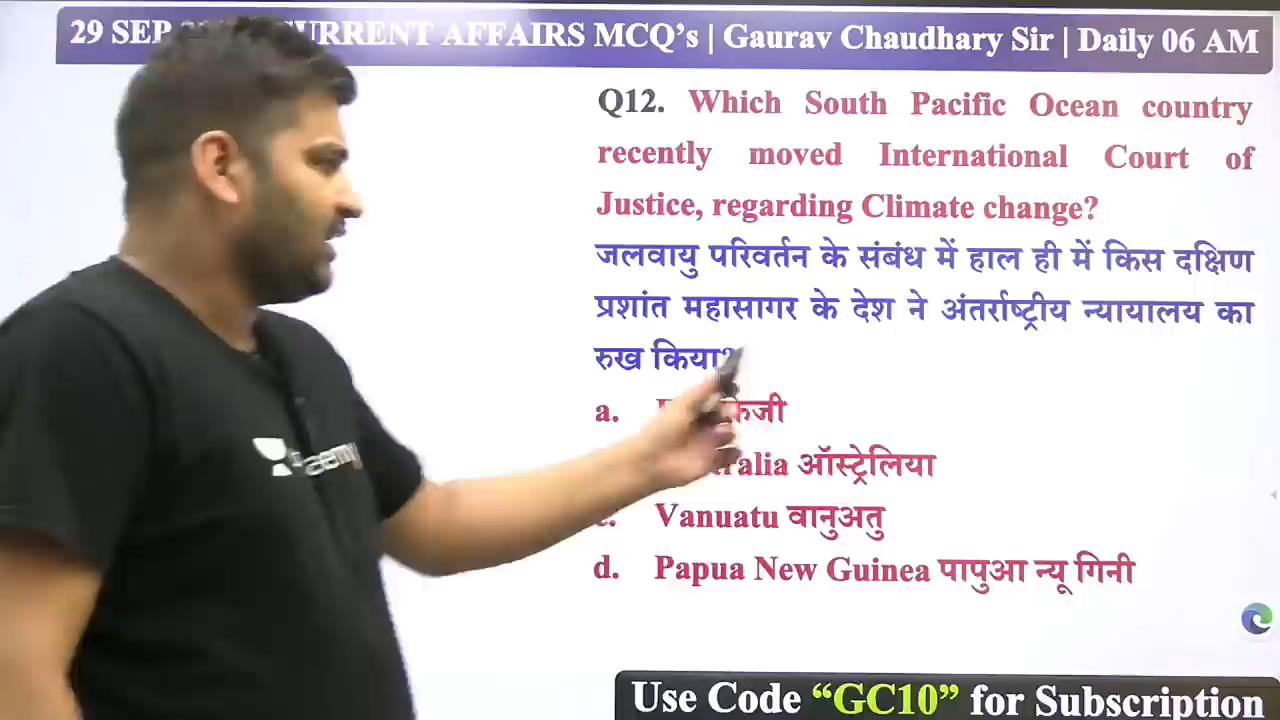 29 SEP CURRENT AFFAIRS MCQ's | Gaurav Chaudhary Sir | Daily 06 AM
Q12. Which South Pacific Ocean country
recently moved International Court of
Justice, regarding Climate change?
जलवायु परिवर्तन के संबंध में हाल ही में किस दक्षिण
प्रशांत महासागर के देश ने अंतर्राष्ट्रीय न्यायालय का
रुख किया?
a.
ऑस्ट्रेलिया
Vanuatu वानुअतु
d. Papua New Guinea पापुआ न्यू गिनी
Use Code “GC10” for Subscription